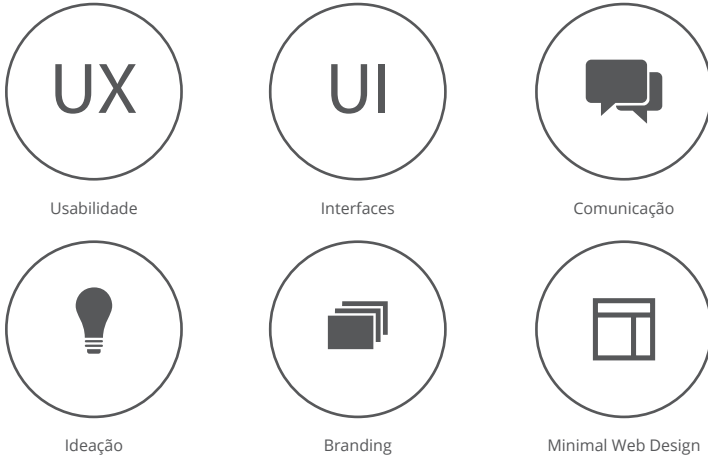 UX
UI
Usabilidade
Interfaces
Comunicação
Ideação
Branding
Minimal Web Design